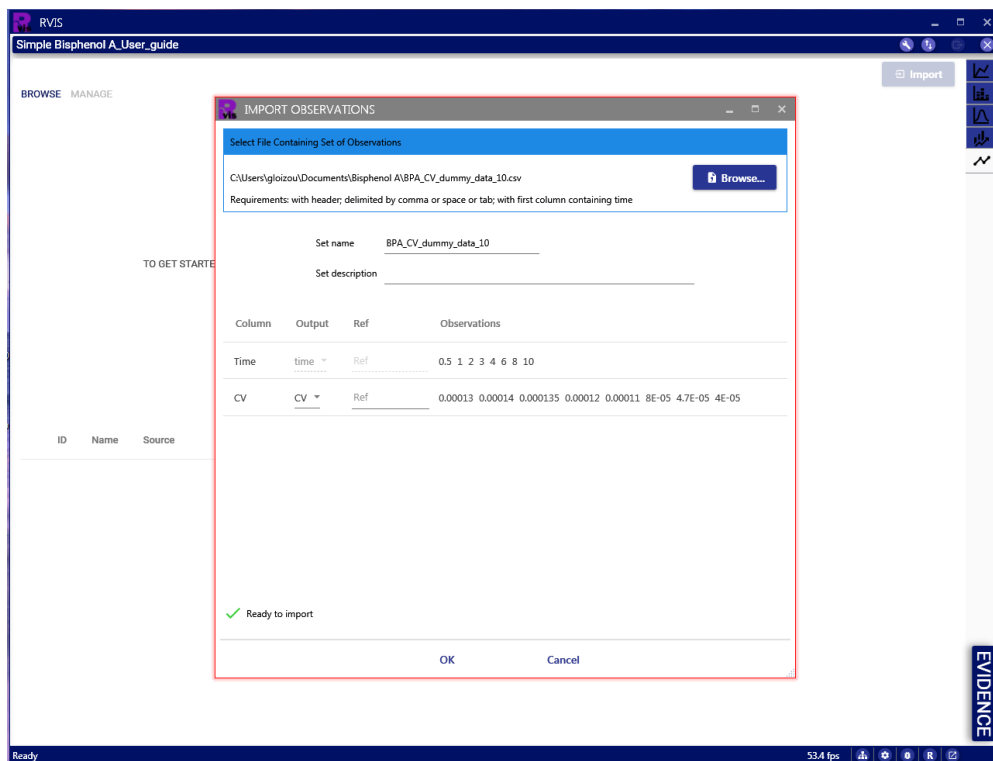 RVIS
Simple Bisphenol A_User_guide
Import
BROWSE MANAGE
Rvis IMPORT OBSERVATIONS
Select File Containing Set of Observations
C:\Users\gloizou\Documents\Bisphenol A\BPA_CV_dummy_data_10.csv
Browse...
Requirements: with header; delimited by comma or space or tab; with first column containing time
Set name BPA_CV_dummy_data_10
TO GET STARTE
Set description
Column Output Ref Observations
Time time Ref 0.5 1 2 3 4 6 8 10
CV CV Ref 0.00013 0.00014 0.000135 0.00012 0.00011 8E-05 4.7E-05 4E-05
ID Name Source
Ready to import
OK Cancel
EVIDENCE
Ready 53.4 fps R